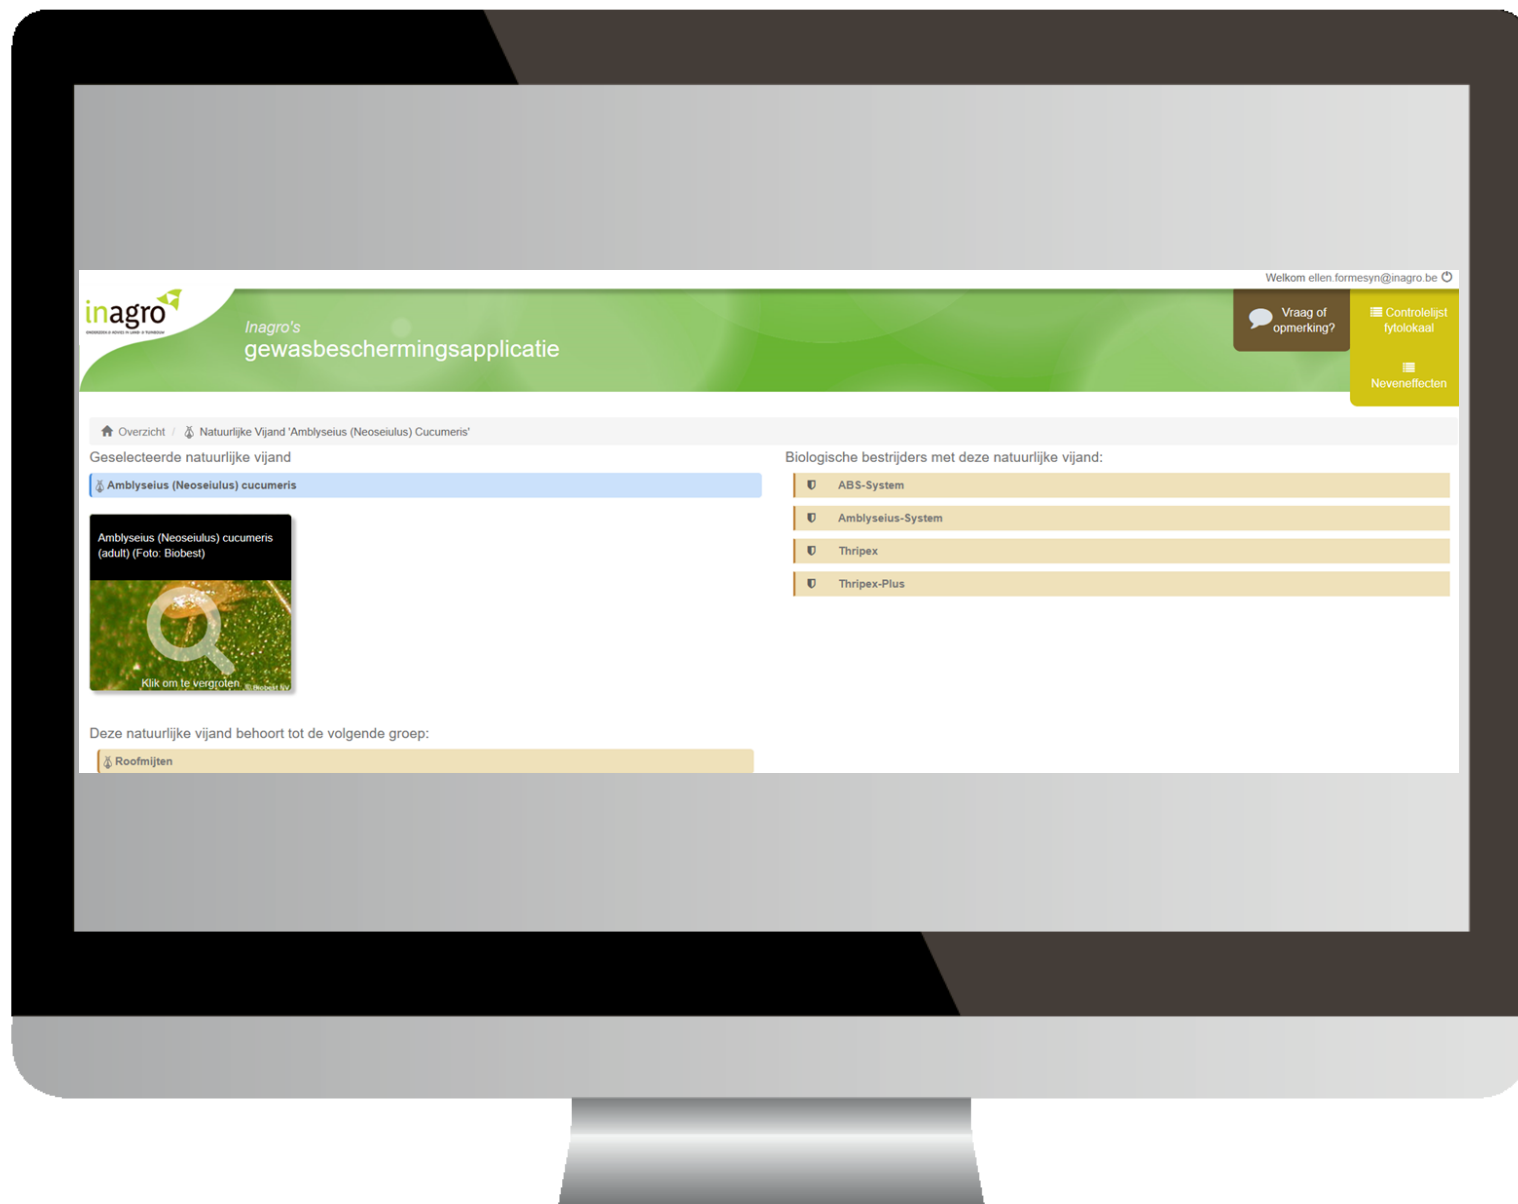 Welkom ellen.formesyn@inagro.be
inagro
Inagro's
gewasbeschermingsapplicatie
Vraag of
opmerking?
Controlelijst
fytolokaal
Neveneffecten
Overzicht / Natuurlijke Vijand 'Amblyseius (Neoseiulus) Cucumeris'
Geselecteerde natuurlijke vijand
Amblyseius (Neoseiulus) cucumeris
Amblyseius (Neoseiulus) cucumeris
(adult) (Foto: Biobest)
Klik om te vergroten
© Biobest NV
Deze natuurlijke vijand behoort tot de volgende groep:
Roofmijten
Biologische bestrijders met deze natuurlijke vijand:
ABS-System
Amblyseius-System
Thripex
Thripex-Plus